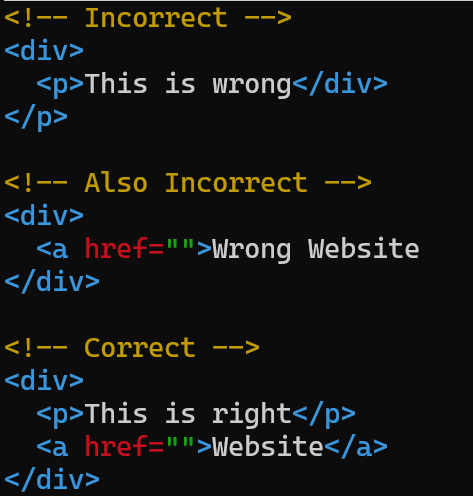 <!-- Incorrect -->
<div>
  <p>This is wrong</div>
</p>

<!-- Also Incorrect -->
<div>
  <a href="">Wrong Website
</div>

<!-- Correct -->
<div>
  <p>This is right</p>
  <a href="">Website</a>
</div>